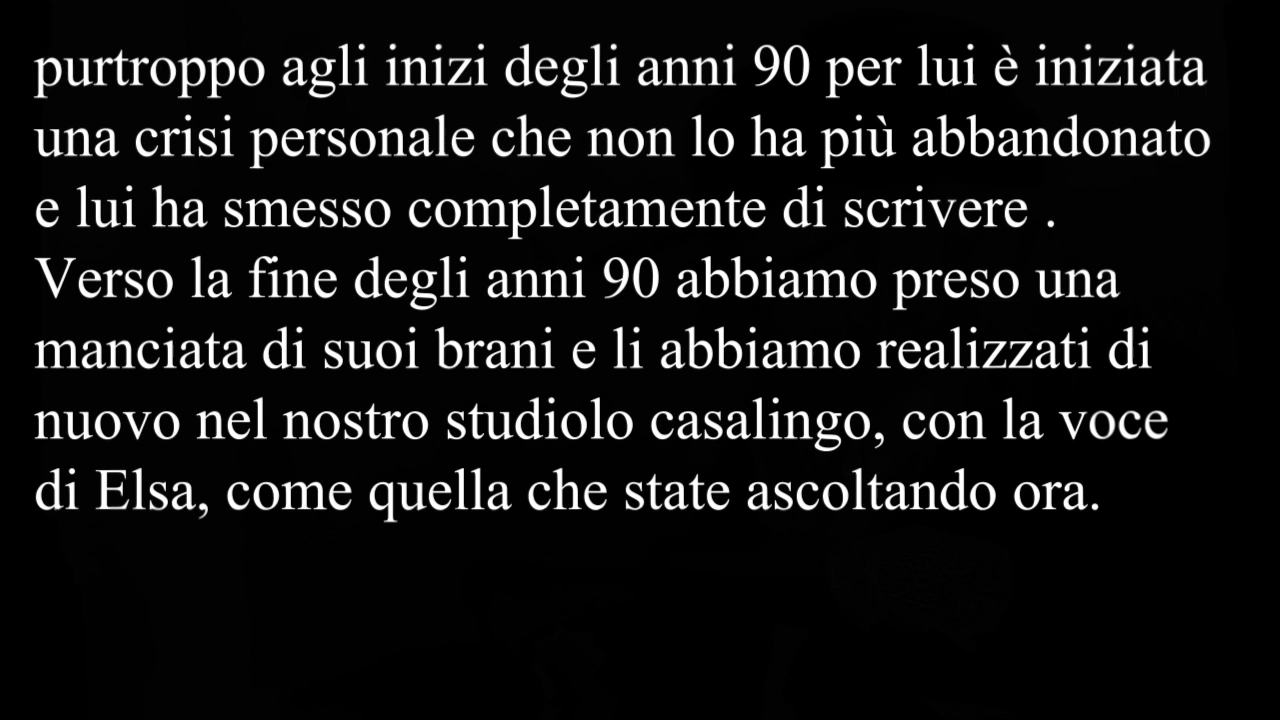 purtroppo agli inizi degli anni 90 per lui è iniziata
una crisi personale che non lo ha più abbandonato
e lui ha smesso completamente di scrivere .
Verso la fine degli anni 90 abbiamo preso una
manciata di suoi brani e li abbiamo realizzati di
nuovo nel nostro studiolo casalingo, con la voce
di Elsa, come quella che state ascoltando ora.